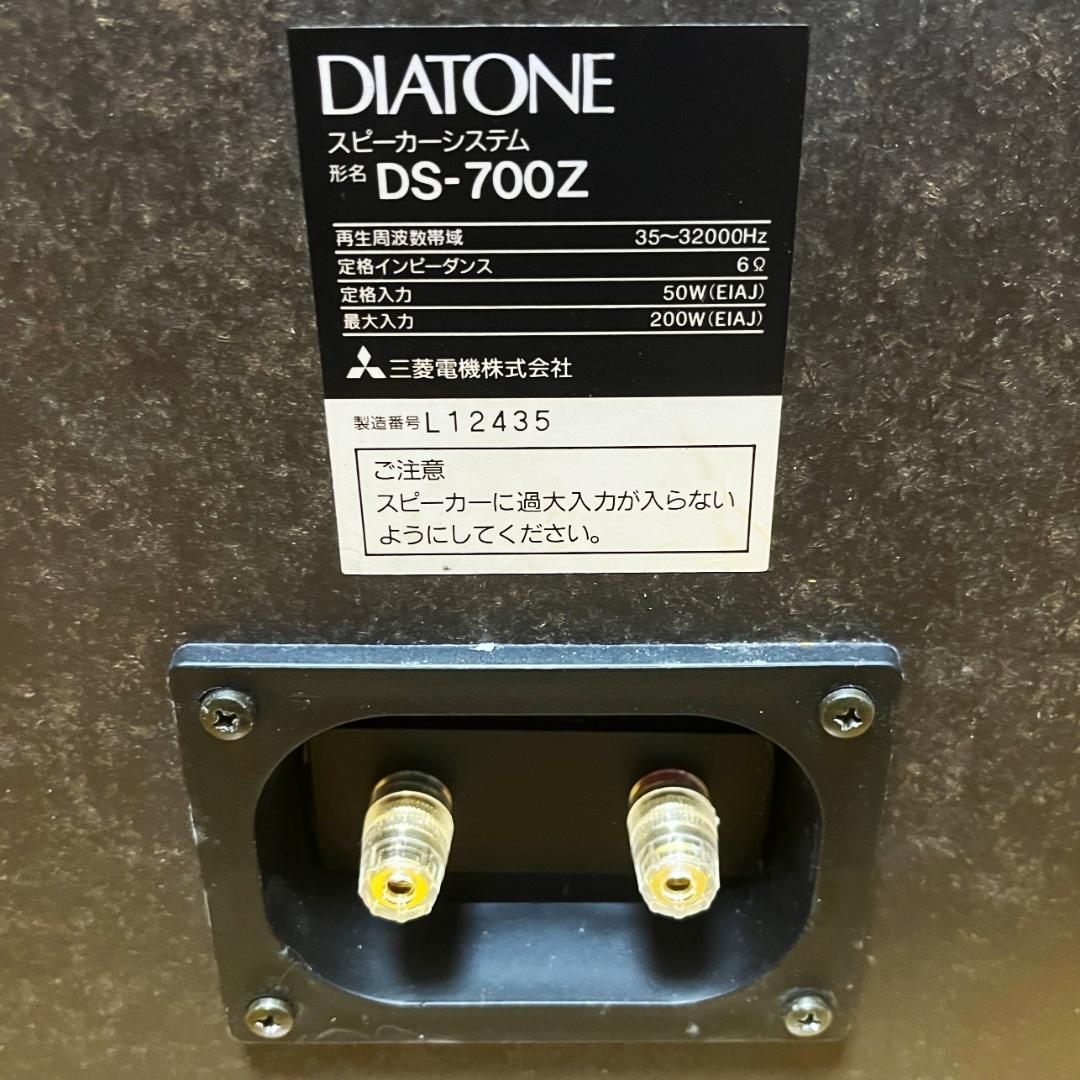 DIATONE
スピーカーシステム
形名 DS-700Z
再生周波数帯域 35～32000Hz
定格インピーダンス 6Ω
定格入力 50W(EIAJ)
最大入力 200W(EIAJ)
三菱電機株式会社
製造番号 L12435
ご注意
スピーカーに過大入力が入らない
ようにしてください。